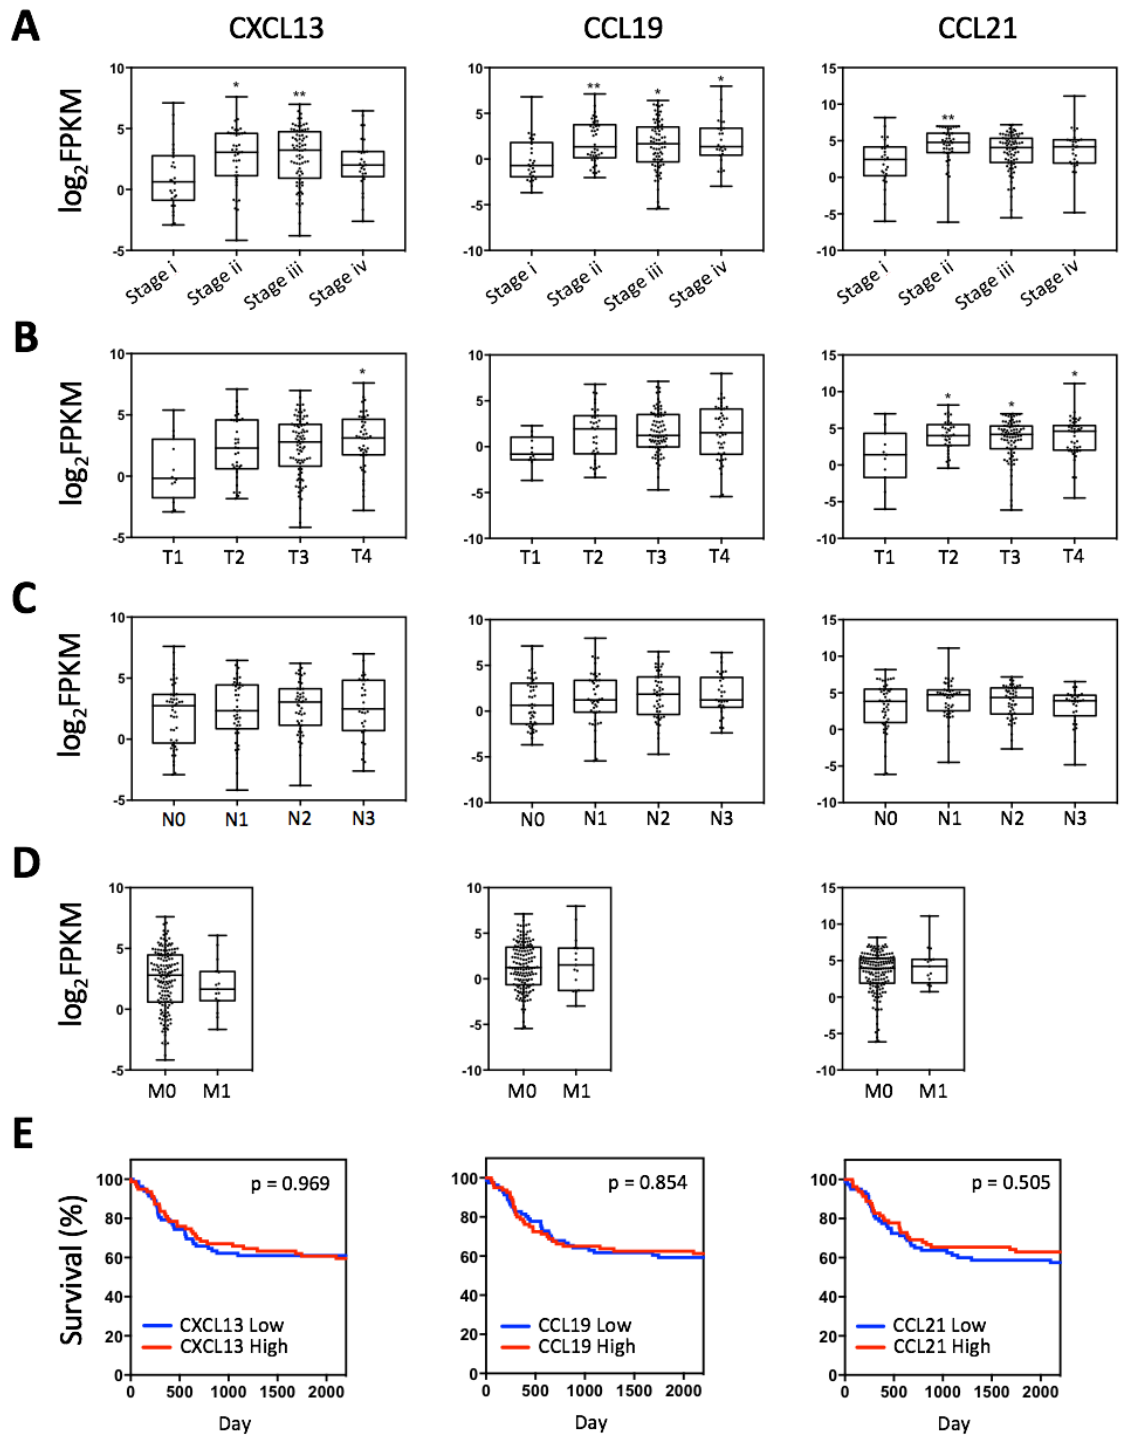 A
CXCL13 CCL19 CCL21
log2FPKM
10 5 0 -5
* **
Stage i Stage ii Stage iii Stage iv
10 5 0 -5 -10
** * *
Stage i Stage ii Stage iii Stage iv
15 10 5 0 -5 -10
**
Stage i Stage ii Stage iii Stage iv
B
log2FPKM
10 5 0 -5
*
T1 T2 T3 T4
10 5 0 -5 -10
T1 T2 T3 T4
15 10 5 0 -5 -10
* * *
T1 T2 T3 T4
C
log2FPKM
10 5 0 -5
N0 N1 N2 N3
10 5 0 -5 -10
N0 N1 N2 N3
15 10 5 0 -5 -10
N0 N1 N2 N3
D
log2FPKM
10 5 0 -5
M0 M1
10 5 0 -5 -10
M0 M1
15 10 5 0 -5 -10
M0 M1
E
Survival (%)
100 80 60 40 20 0
p = 0.969
CXCL13 Low
CXCL13 High
0 500 1000 1500 2000
Day
100 80 60 40 20 0
p = 0.854
CCL19 Low
CCL19 High
0 500 1000 1500 2000
Day
100 80 60 40 20 0
p = 0.505
CCL21 Low
CCL21 High
0 500 1000 1500 2000
Day